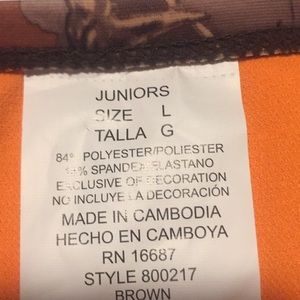 JUNIORS
SIZE L
TALLA G
84% POLYESTER/POLIESTER
SPANDEX/ELASTANO
EXCLUSIVE OF DECORATION
NO INCLUYE LA DECORACIÓN
MADE IN CAMBODIA
HECHO EN CAMBOYA
RN 16687
STYLE 800217
BROWN